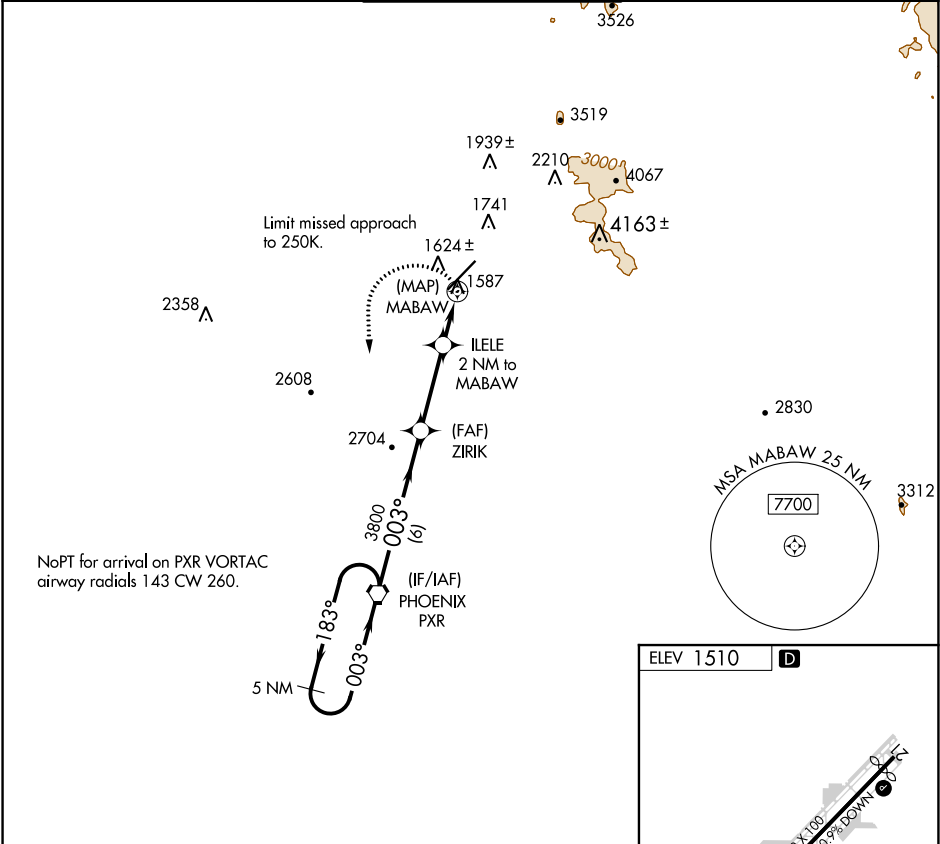 3526
3519
1939 ±
2210
3000
4067
1741
4163 ±
Limit missed approach
to 250K.
1624 ±
(MAP)
MABAW
1587
2358
ILELE
2 NM to
MABAW
2608
2830
2704
(FAF)
ZIRIK
MSA MABAW 25 NM
7700
3312
3800
003°
(6)
NoPT for arrival on PXR VORTAC
airway radials 143 CW 260.
(IF/IAF)
PHOENIX
PXR
183°
003°
5 NM
ELEV 1510
D
21
P
X 100
0.9% DOWN